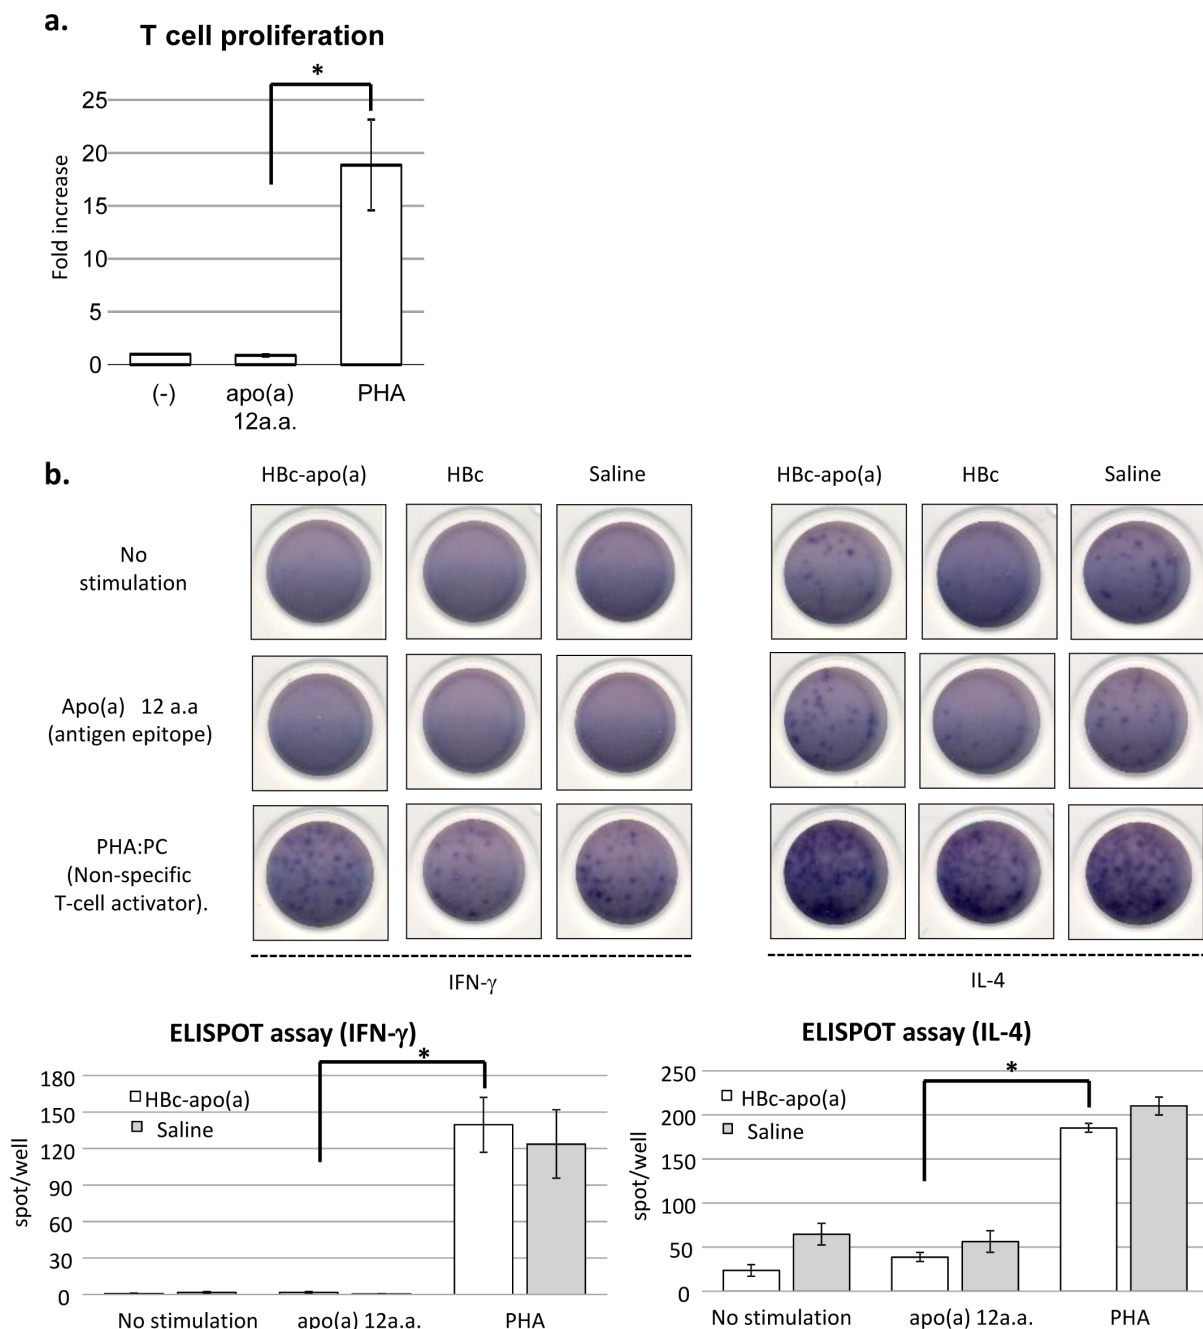 a.
T cell proliferation
*
25
20
15
10
5
0
Fold increase
(-)
apo(a)
12a.a.
PHA
b.
HBc-apo(a) HBc Saline HBc-apo(a) HBc Saline
No
stimulation
Apo(a) 12 a.a
(antigen epitope)
PHA:PC
(Non-specific
T-cell activator).
IFN-γ IL-4
ELISPOT assay (IFN-γ)
*
180
150
120
90
60
30
0
spot/well
HBc-apo(a)
Saline
No stimulation apo(a) 12a.a. PHA
ELISPOT assay (IL-4)
*
250
200
150
100
50
0
spot/well
HBc-apo(a)
Saline
No stimulation apo(a) 12a.a. PHA